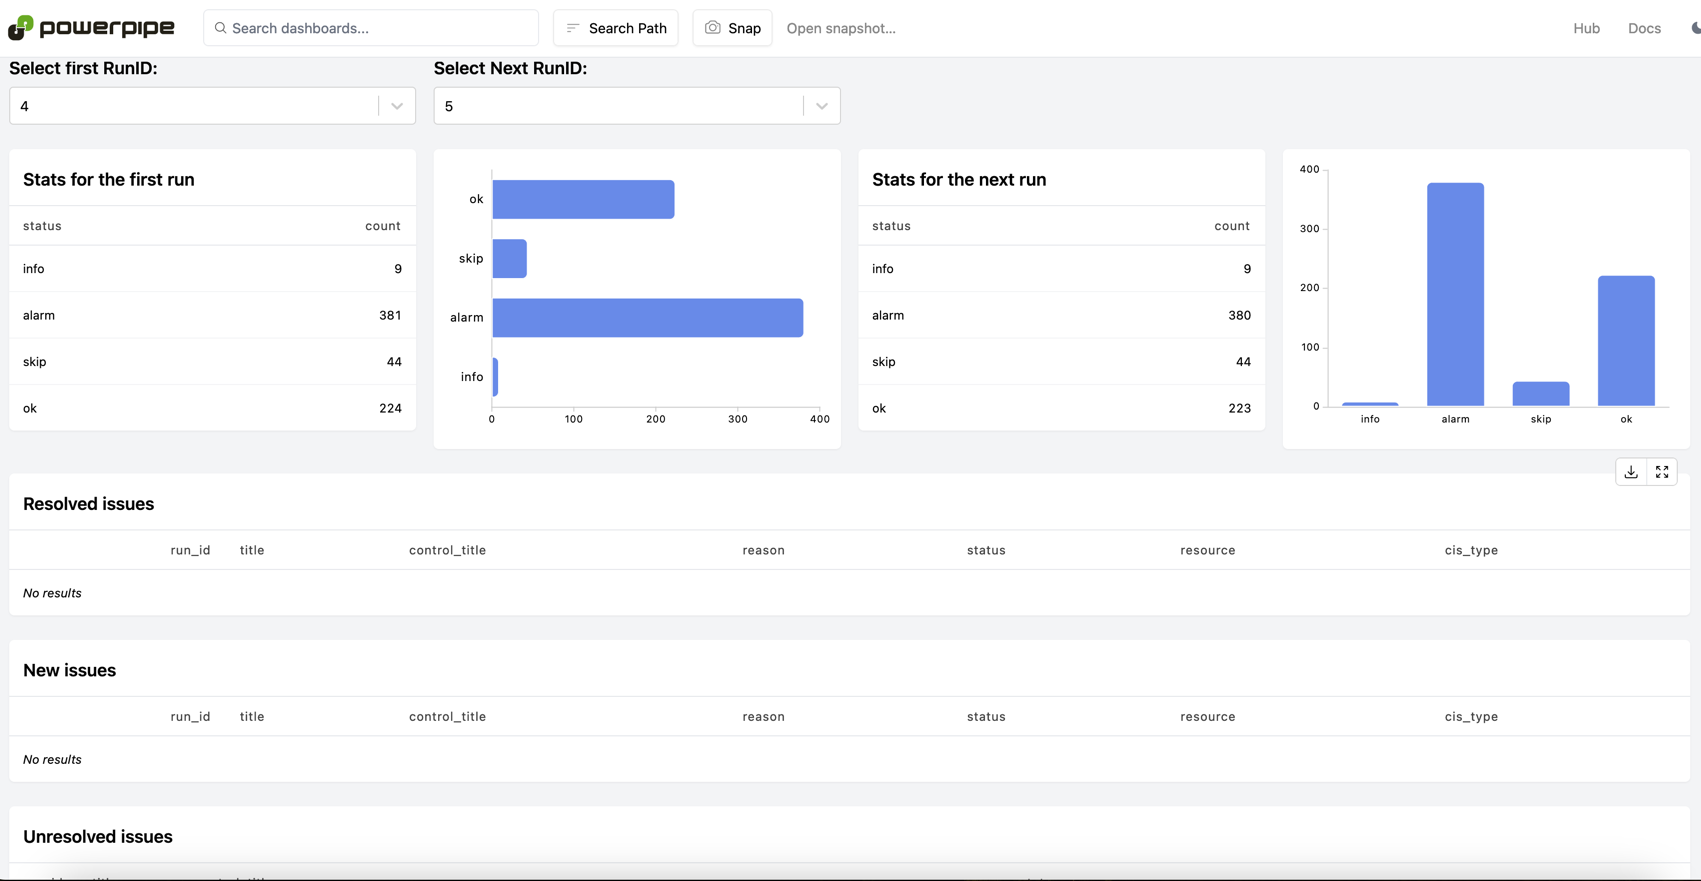 powerpipe
Search dashboards...
Search Path
Snap
Open snapshot...
Hub
Docs
Select first RunID:
4
Select Next RunID:
5
Stats for the first run
status count
info 9
alarm 381
skip 44
ok 224
ok
skip
alarm
info
0 100 200 300 400
Stats for the next run
status count
info 9
alarm 380
skip 44
ok 223
400
300
200
100
0
info alarm skip ok
Resolved issues
run_id title control_title reason status resource cis_type
No results
New issues
run_id title control_title reason status resource cis_type
No results
Unresolved issues